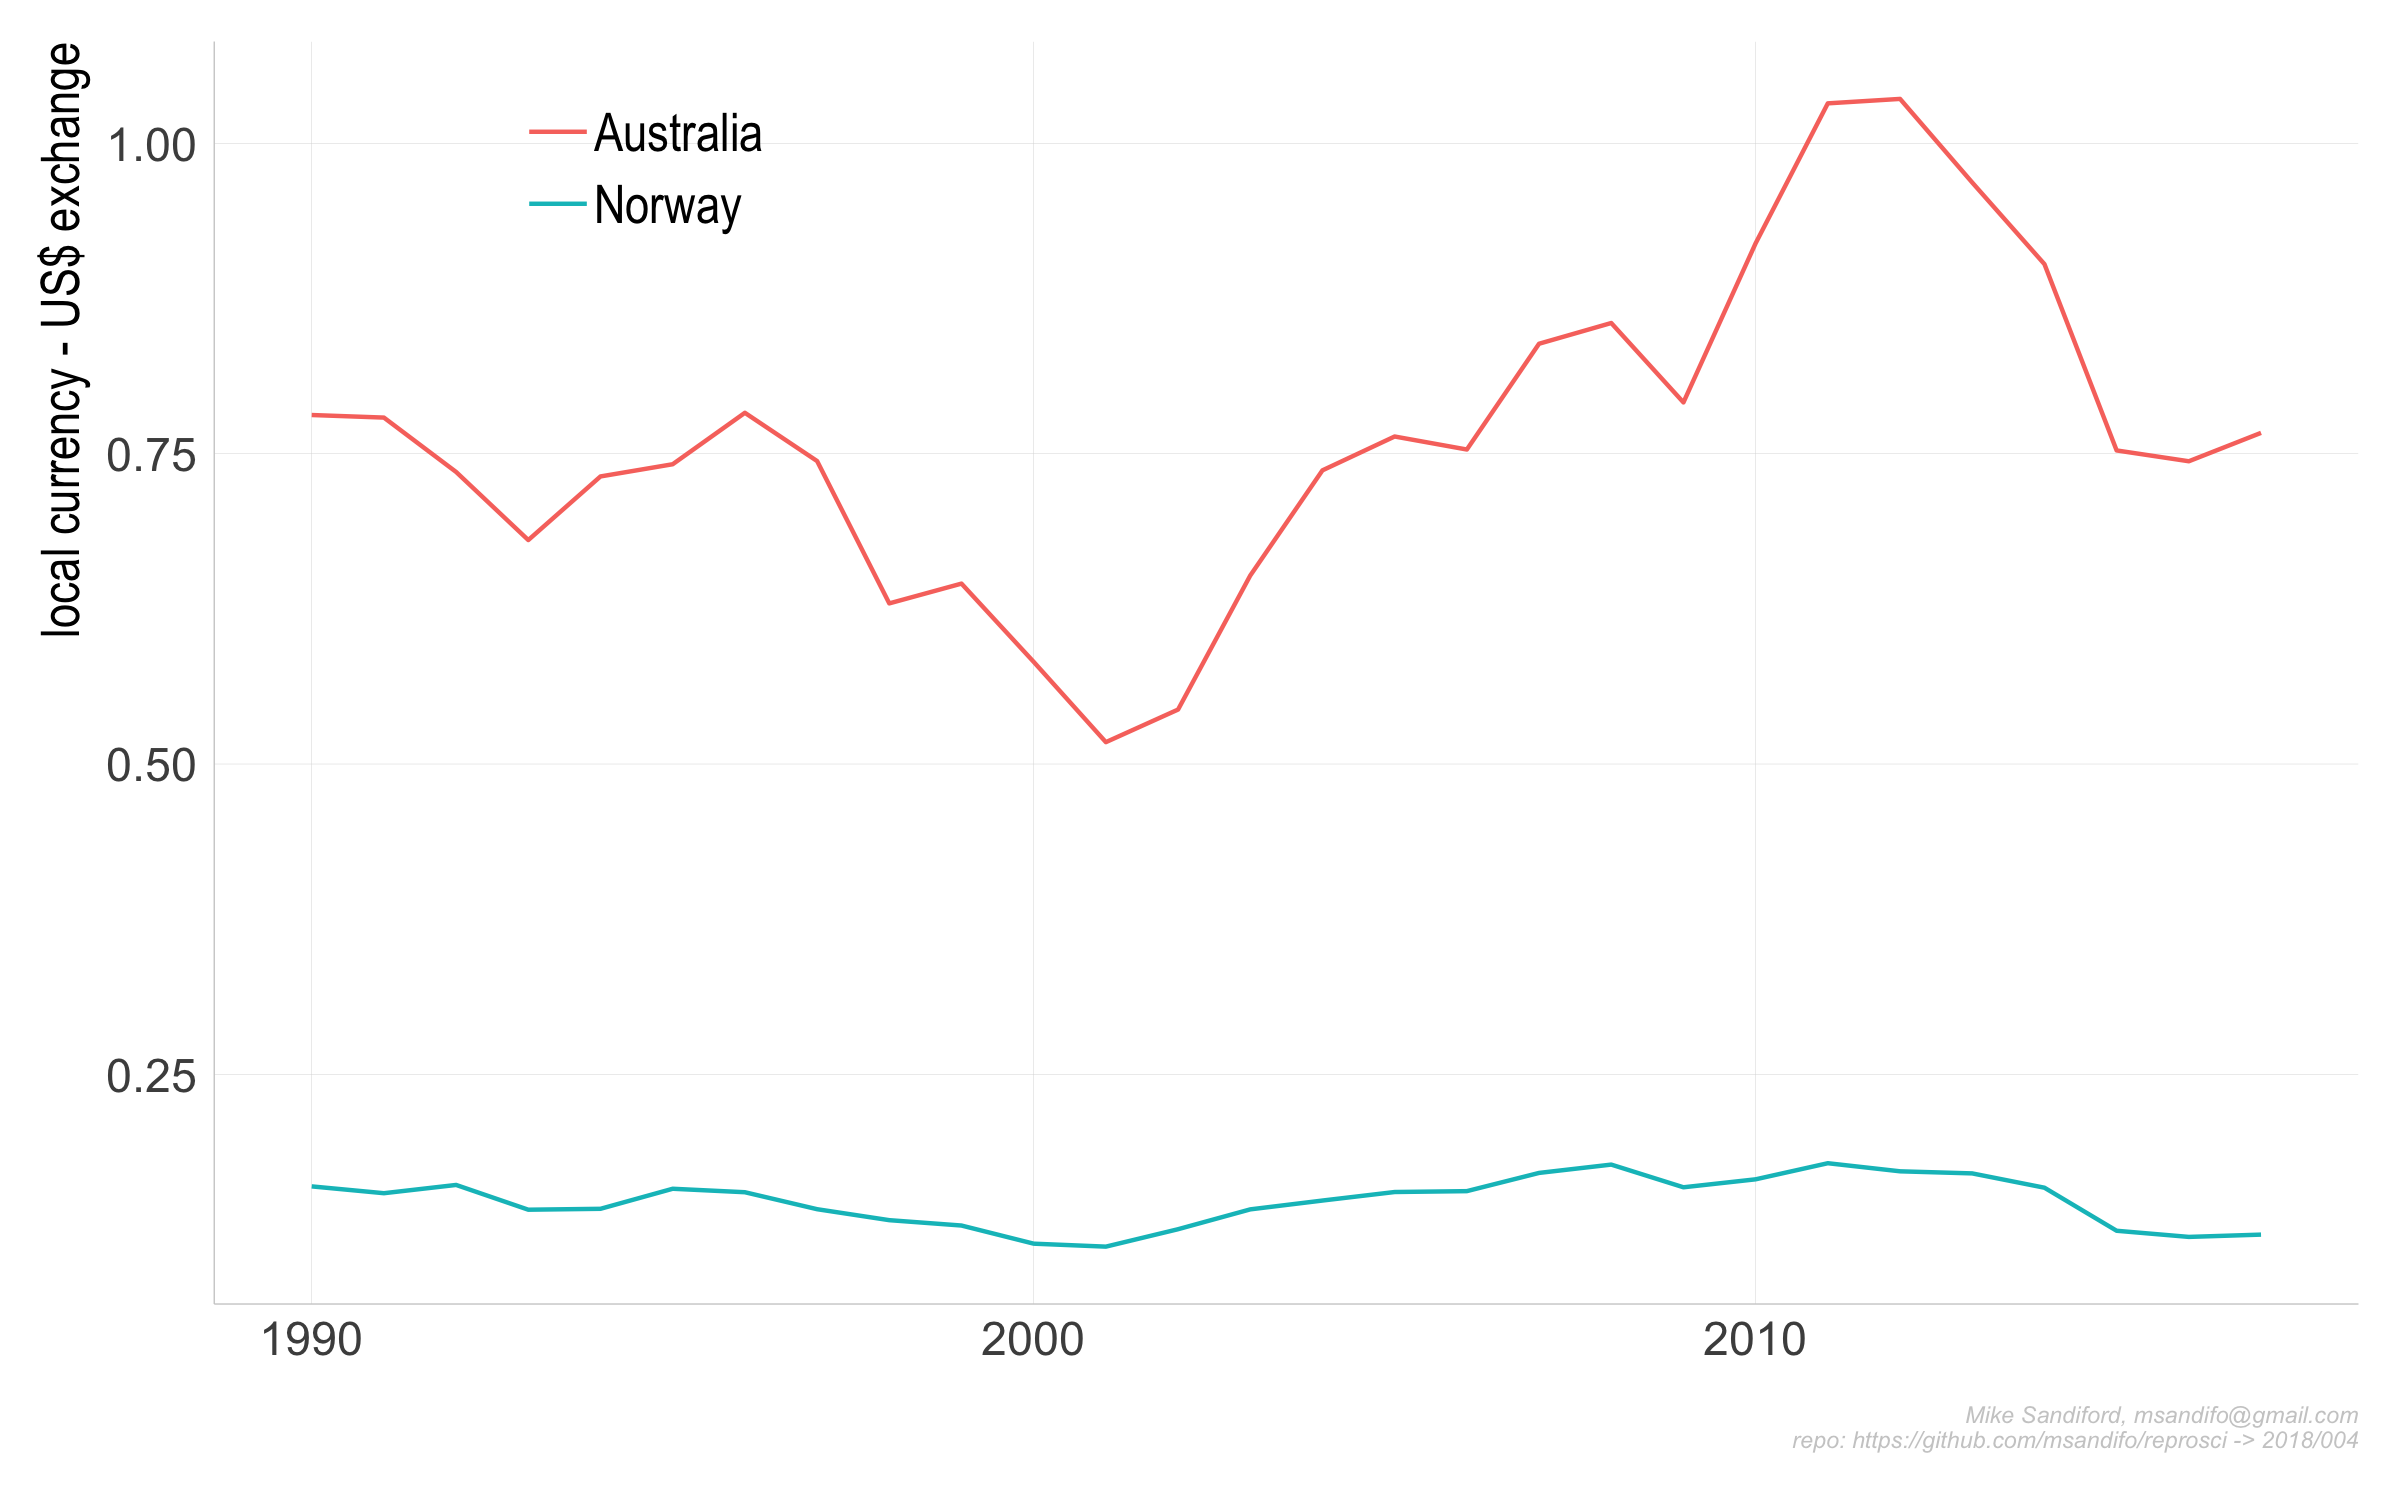 local currency - US$ exchange
1.00
0.75
0.50
0.25
Australia
Norway
1990
2000
2010
Mike Sandiford, msandifo@gmail.com
repo: https://github.com/msandifo/reprosci -> 2018/004